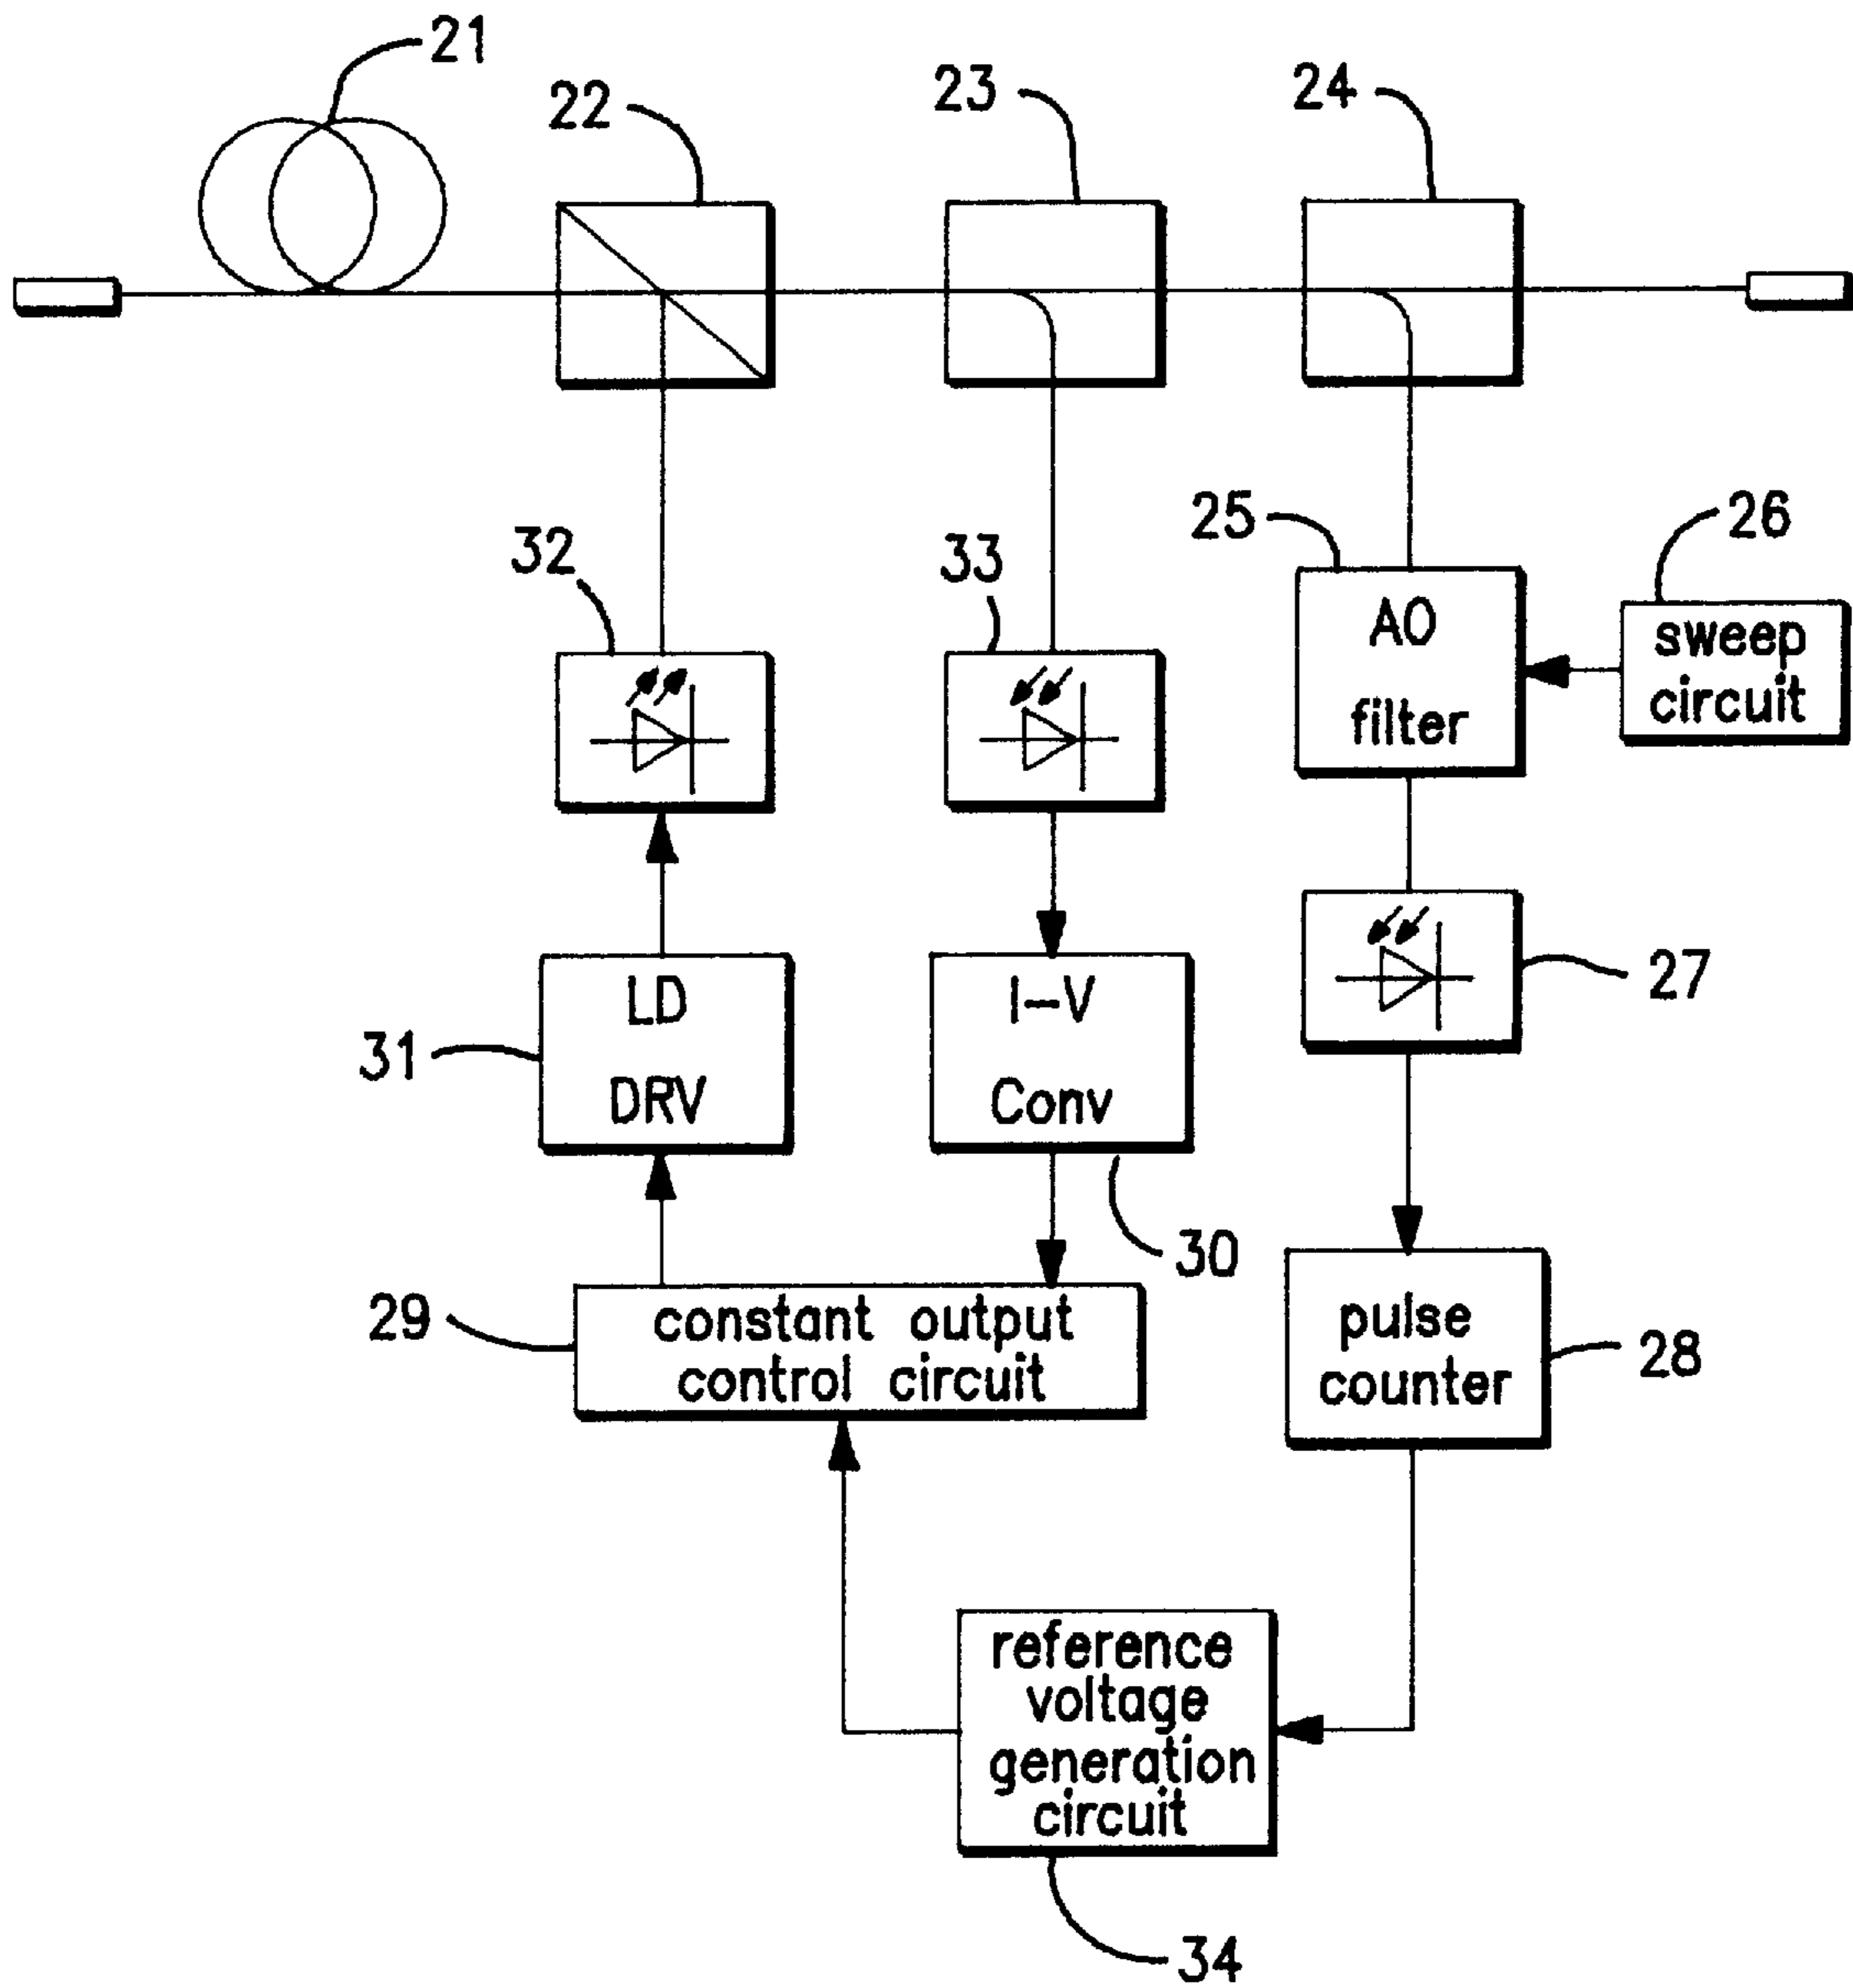 21
22
23
24
25
26
32
33
AO
filter
sweep
circuit
27
LD
DRV
31
I-V
Conv
30
29
constant output
control circuit
pulse
counter
28
reference
voltage
generation
circuit
34